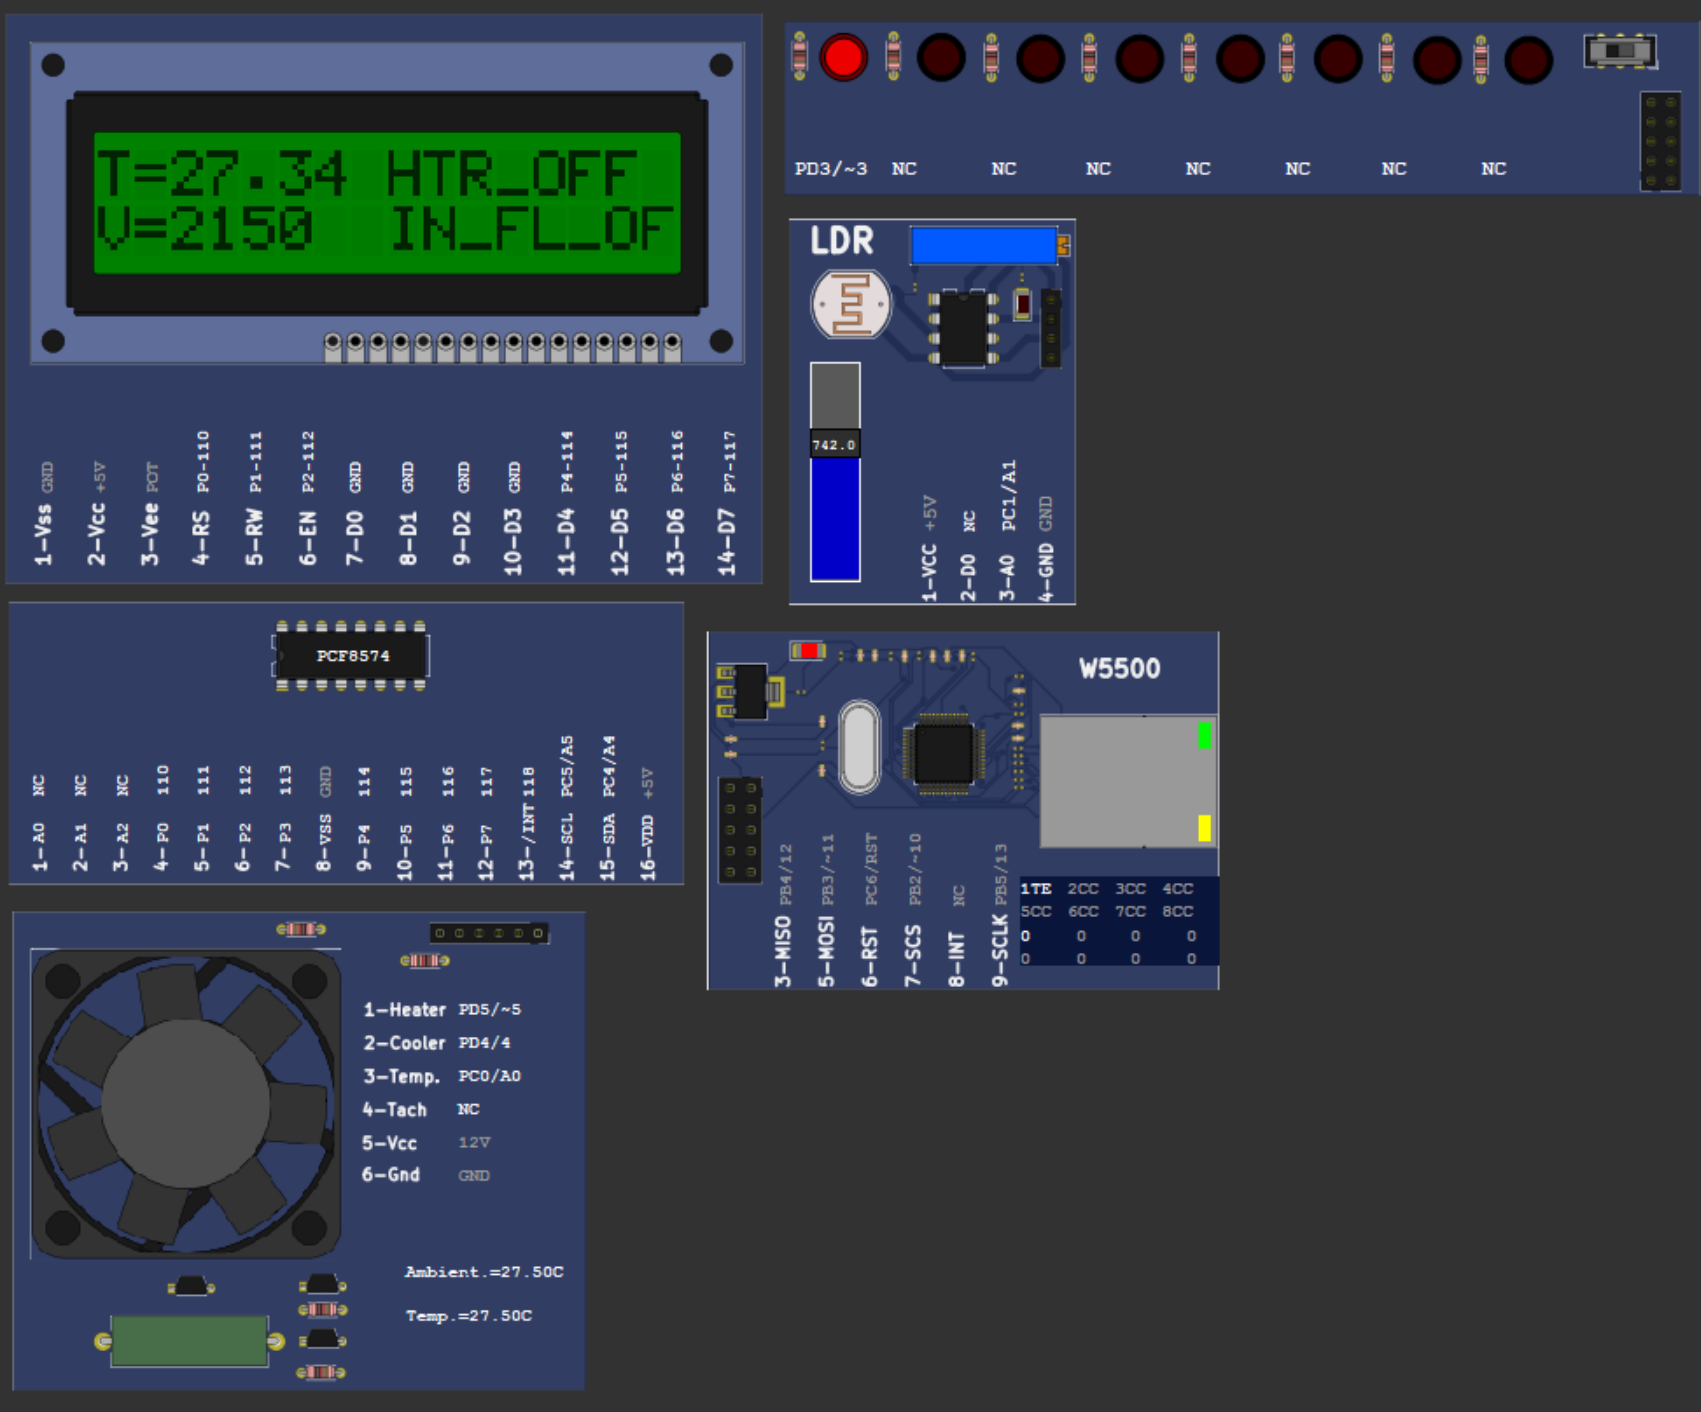 T=27.34 HTR_OFF
V=2150 IN_FL_OF
1-Vss GND
2-Vcc +5V
3-Vee POT
4-RS P0-110
5-RW P1-111
6-EN P2-112
7-D0 GND
8-D1 GND
9-D2 GND
10-D3 GND
11-D4 P4-114
12-D5 P5-115
13-D6 P6-116
14-D7 P7-117
PD3/~3 NC NC NC NC NC NC NC
LDR
742.0
1-VCC +5V
2-D0 NC
3-A0 PC1/A1
4-GND GND
PCF8574
1-A0 NC
2-A1 NC
3-A2 NC
4-P0 110
5-P1 111
6-P2 112
7-P3 113
8-VSS GND
9-P4 114
10-P5 115
11-P6 116
12-P7 117
13-/INT 118
14-SCL PC5/A5
15-SDA PC4/A4
16-VDD +5V
W5500
3-MISO PB4/12
5-MOSI PB3/~11
6-RST PC6/RST
7-SCS PB2/~10
8-INT NC
9-SCLK PB5/13
1TE 2CC 3CC 4CC
5CC 6CC 7CC 8CC
0 0 0 0
0 0 0 0
1-Heater PD5/~5
2-Cooler PD4/4
3-Temp. PC0/A0
4-Tach NC
5-Vcc 12V
6-Gnd GND
Ambient.=27.50C
Temp.=27.50C